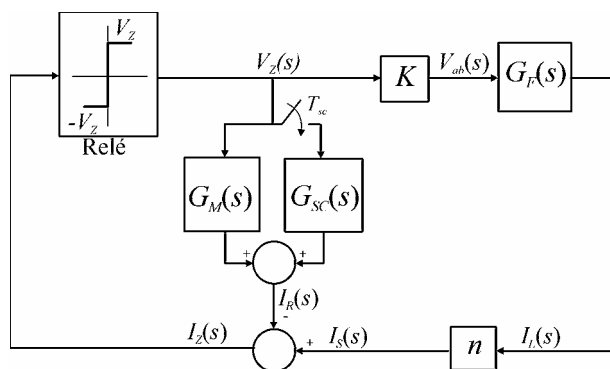 V_Z
-V_Z
Relé
V_Z(s)
K
V_ab(s)
G_F(s)
T_sc
G_M(s)
G_SC(s)
+
+
I_R(s)
-
I_Z(s)
+
I_S(s)
n
I_L(s)